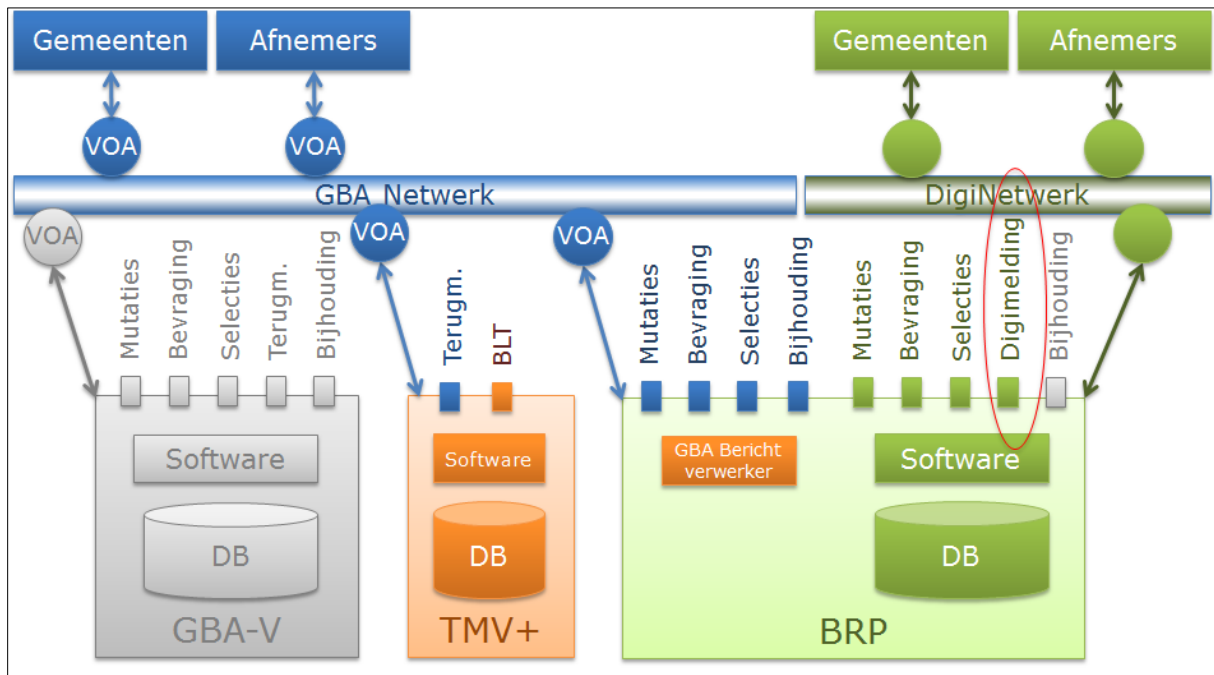 Gemeenten
Afnemers
Gemeenten
Afnemers
VOA
VOA
GBA Netwerk
DigiNetwerk
VOA
VOA
VOA
Mutaties
Bevraging
Selecties
Terugm.
Bijhouding
Terugm.
BLT
Mutaties
Bevraging
Selecties
Bijhouding
Mutaties
Bevraging
Selecties
Digimelding
Bijhouding
Software
Software
GBA Bericht
verwerker
Software
DB
DB
DB
GBA-V
TMV+
BRP